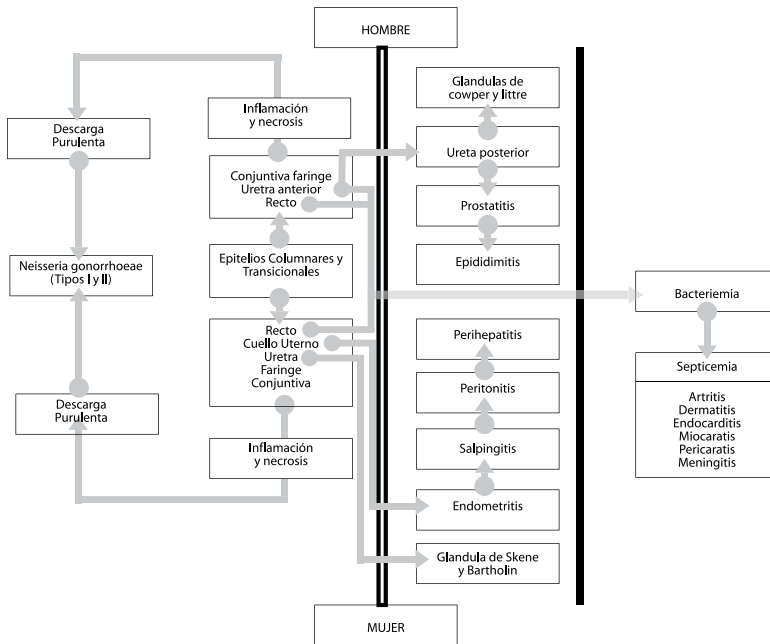 HOMBRE
Descarga
Purulenta
Inflamación
y necrosis
Glandulas de
cowper y littre
Conjuntiva faringe
Uretra anterior
Recto
Ureta posterior
Prostatitis
Neisseria gonorrhoeae
(Tipos I y II)
Epitelios Columnares y
Transicionales
Epididimitis
Bacteriemia
Recto
Cuello Uterno
Uretra
Faringe
Conjuntiva
Perihepatitis
Peritonitis
Septicemia
Artritis
Dermatitis
Endocarditis
Miocaratis
Pericaratis
Meningitis
Descarga
Purulenta
Inflamación
y necrosis
Salpingitis
Endometritis
Glandula de Skene
y Bartholin
MUJER